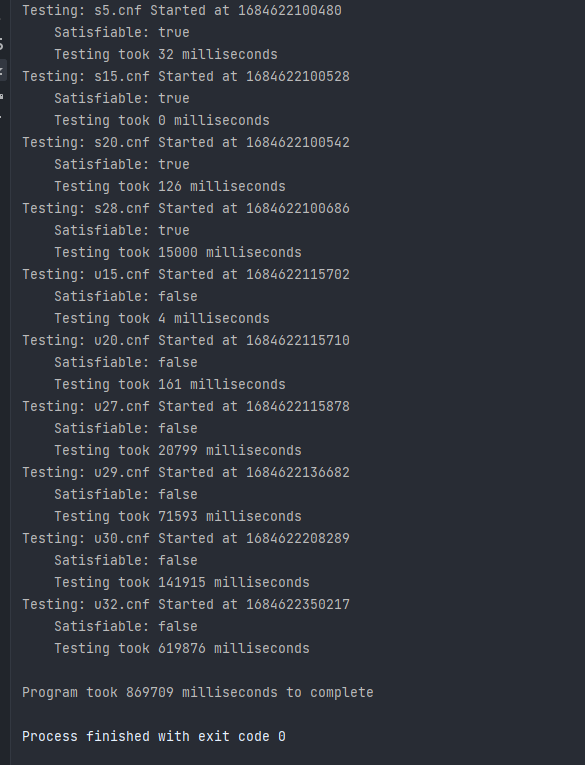 Testing: s5.cnf Started at 1684622100480
Satisfiable: true
Testing took 32 milliseconds
Testing: s15.cnf Started at 1684622100528
Satisfiable: true
Testing took 0 milliseconds
Testing: s20.cnf Started at 1684622100542
Satisfiable: true
Testing took 126 milliseconds
Testing: s28.cnf Started at 1684622100686
Satisfiable: true
Testing took 15000 milliseconds
Testing: u15.cnf Started at 1684622115702
Satisfiable: false
Testing took 4 milliseconds
Testing: u20.cnf Started at 1684622115710
Satisfiable: false
Testing took 161 milliseconds
Testing: u27.cnf Started at 1684622115878
Satisfiable: false
Testing took 20799 milliseconds
Testing: u29.cnf Started at 1684622136682
Satisfiable: false
Testing took 71593 milliseconds
Testing: u30.cnf Started at 1684622208289
Satisfiable: false
Testing took 141915 milliseconds
Testing: u32.cnf Started at 1684622350217
Satisfiable: false
Testing took 619876 milliseconds
Program took 869709 milliseconds to complete
Process finished with exit code 0